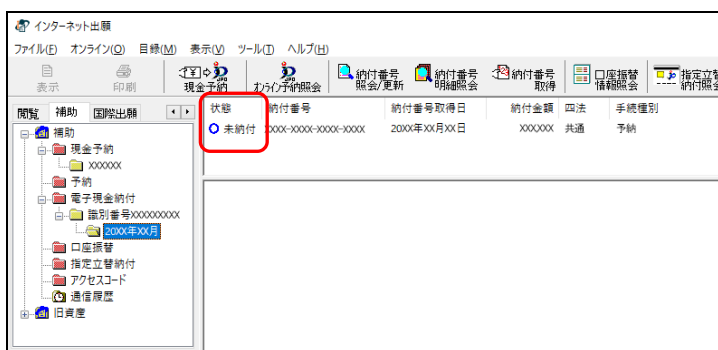 インターネット出願
ファイル(F) オンライン(O) 目録(M) 表示(V) ツール(T) ヘルプ(H)
表示 印刷 現金予納 オンライン予納照会 納付番号照会/更新 納付番号明細照会 納付番号取得 口座振替情報照会 指定立替納付照会
閲覧 補助 国際出願
状態 納付番号 納付番号取得日 納付金額 四法 手続種別
未納付 XXXX-XXXX-XXXX-XXXX 20XX年XX月XX日 XXXXXX 共通 予納
補助
現金予納
XXXXXX
予納
電子現金納付
識別番号XXXXXXXXX
20XX年XX月
口座振替
指定立替納付
アクセスコード
通信履歴
旧資産